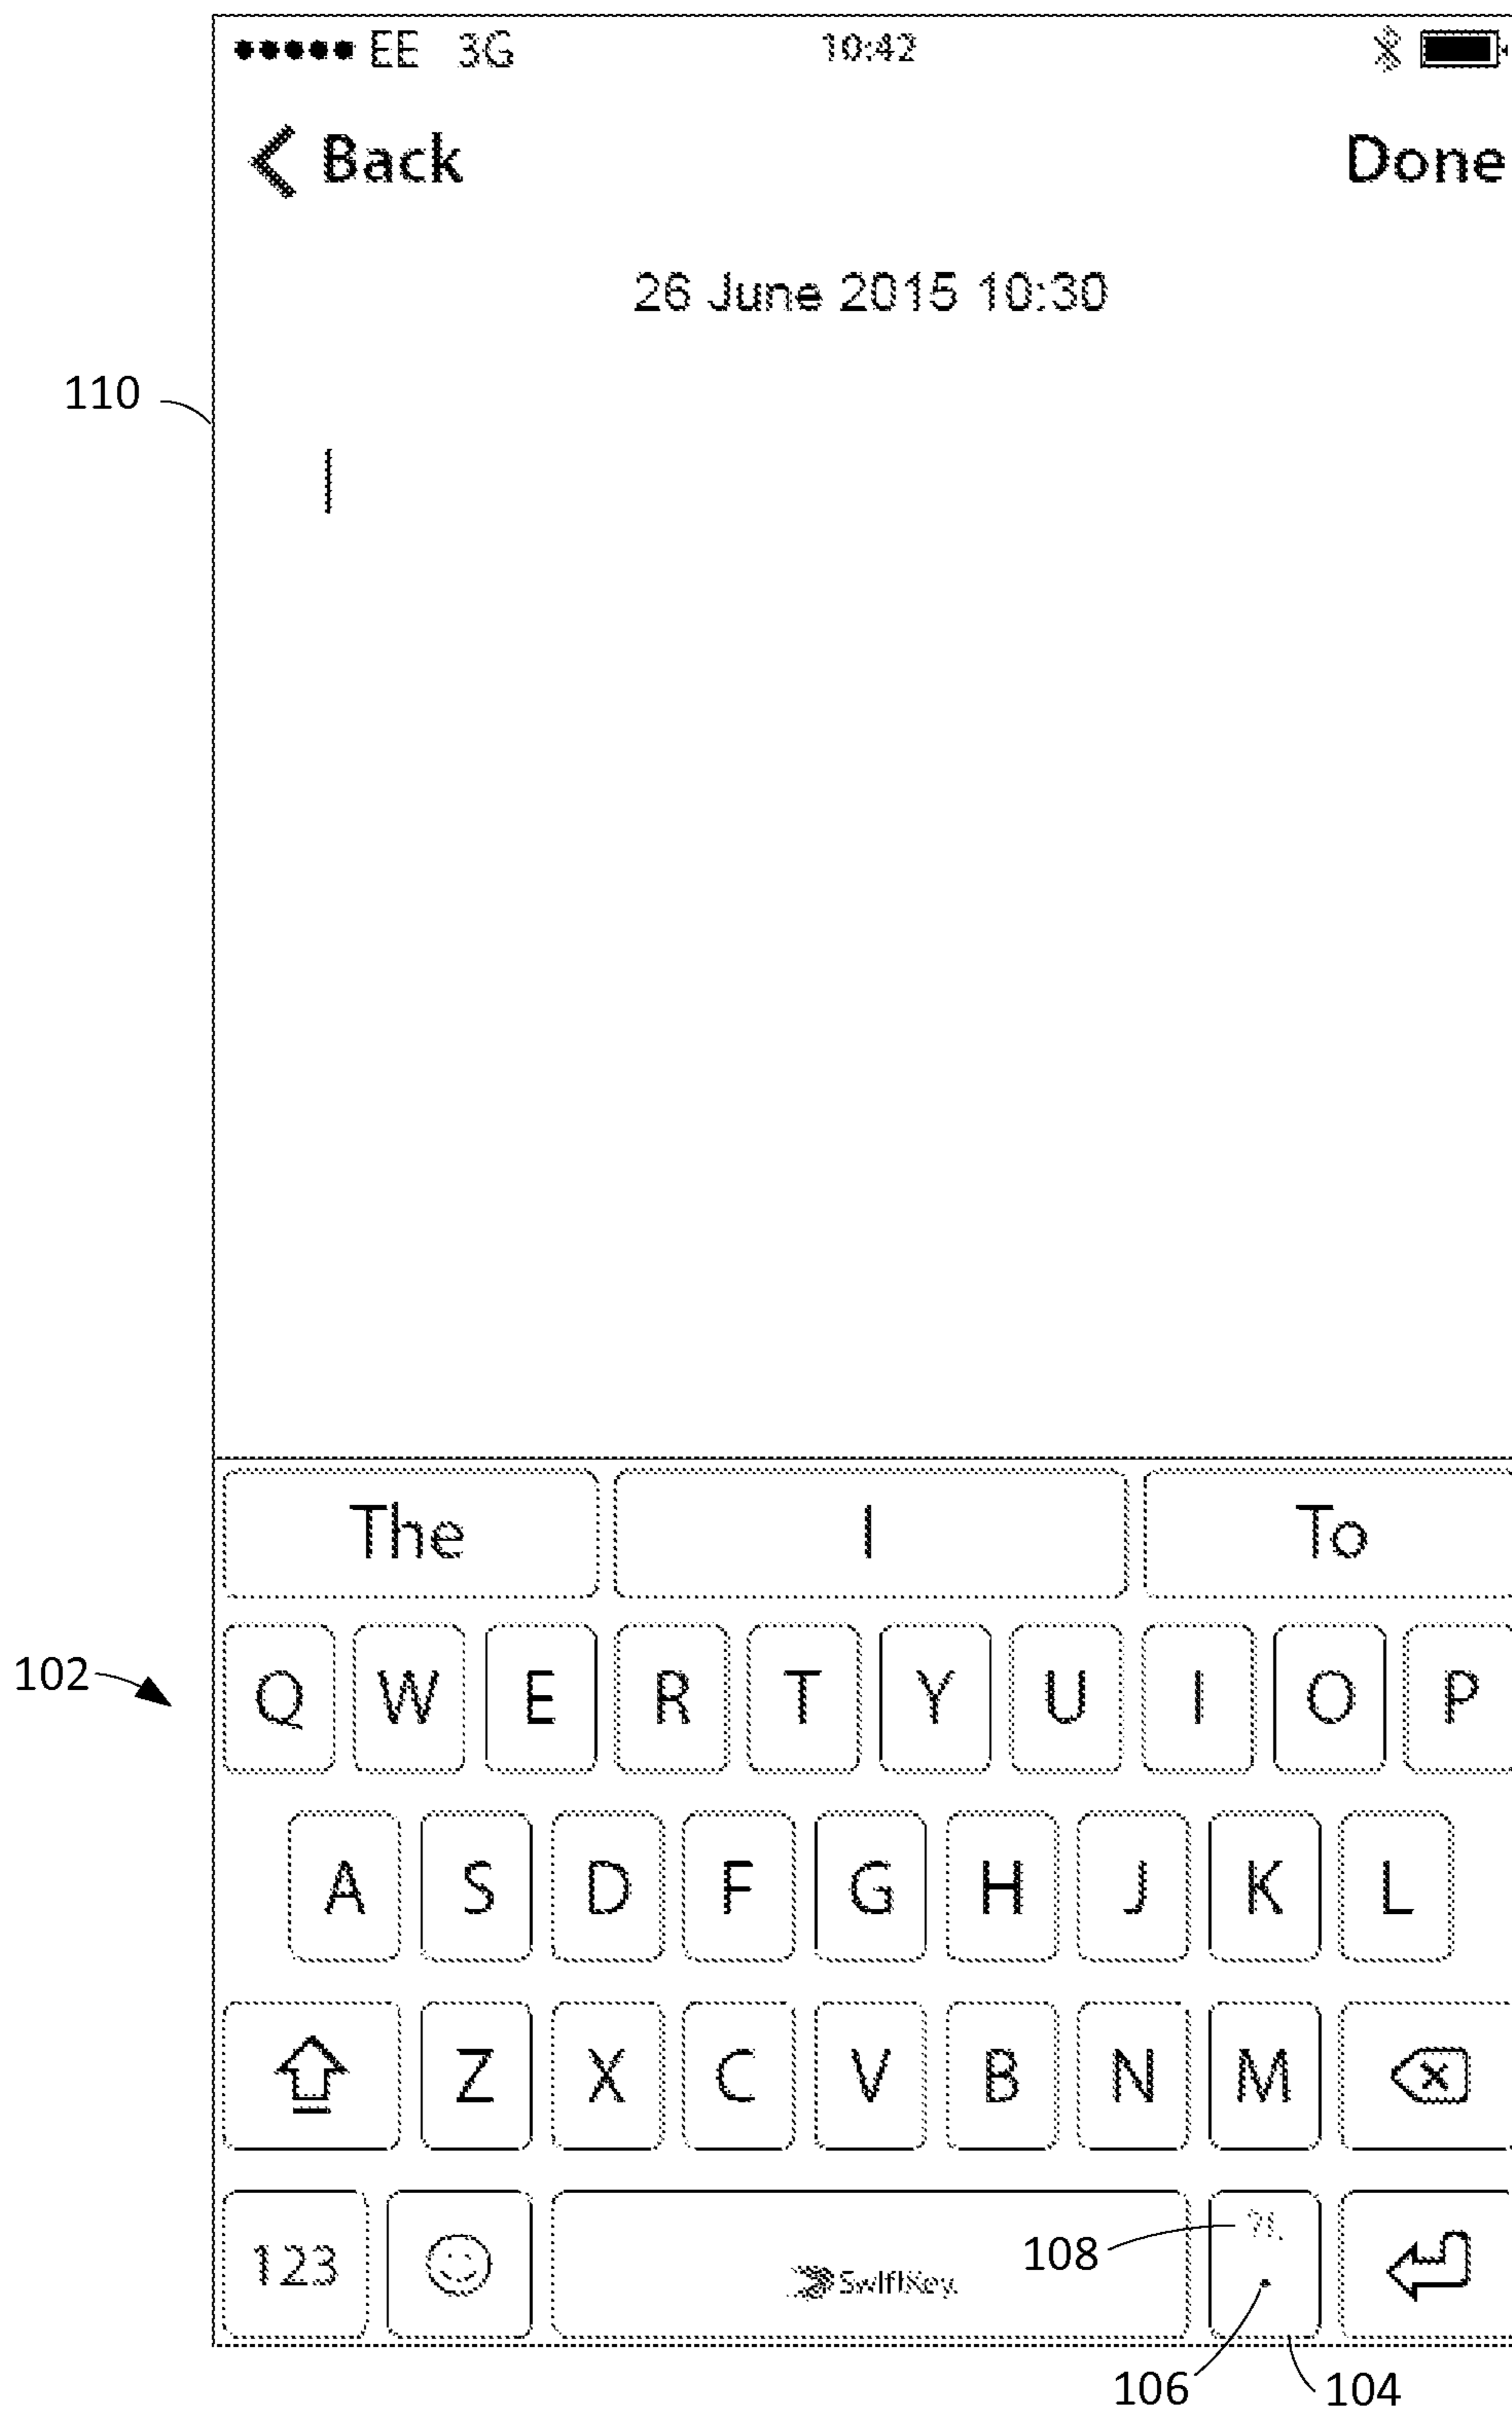 EE 3G 10:42
Back Done
26 June 2015 10:30
110
The I To
102
Q W E R T Y U I O P
A S D F G H J K L
Z X C V B N M
123 SwiftKey. 108 .
106 104